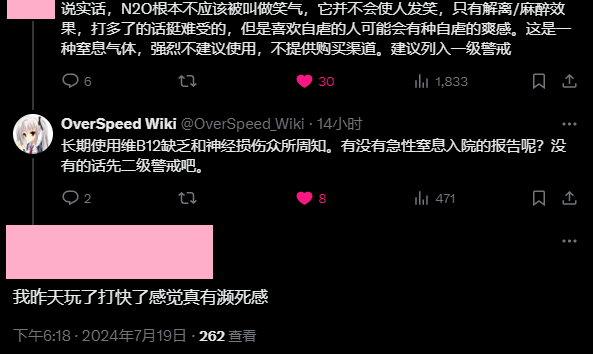 说实话，N2O根本不应该被叫做笑气，它并不会使人发笑，只有解离/麻醉效
果，打多了的话挺难受的，但是喜欢自虐的人可能会有种自虐的爽感。这是一
种窒息气体，强烈不建议使用，不提供购买渠道。建议列入一级警戒
6 30 1,833
OverSpeed Wiki @OverSpeed_Wiki · 14小时
长期使用维B12缺乏和神经损伤众所周知。有没有急性窒息入院的报告呢？没
有的话先二级警戒吧。
2 8 471
我昨天玩了打快了感觉真有濒死感
下午6:18 · 2024年7月19日 · 262 查看